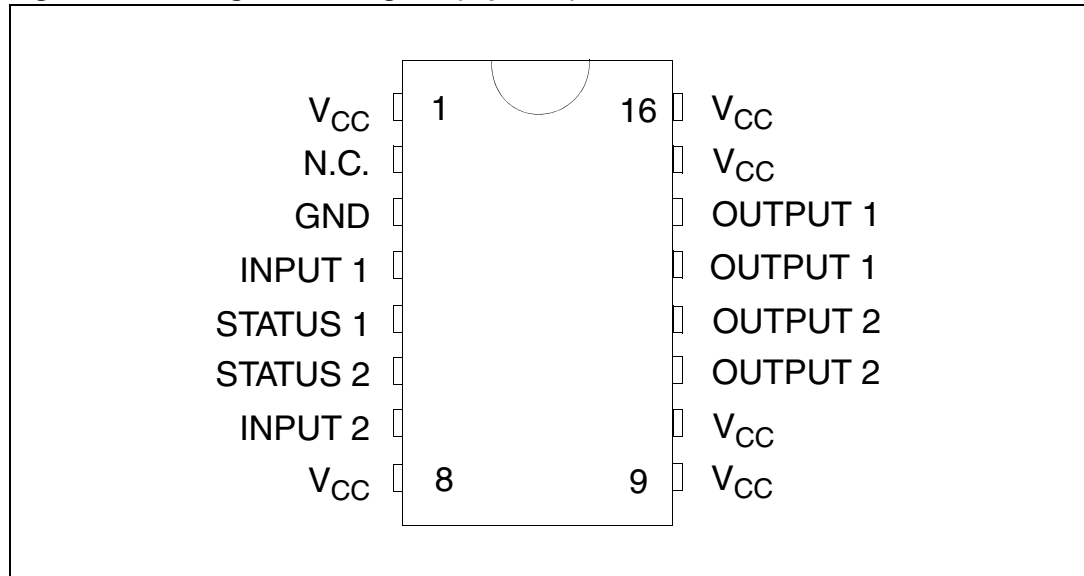 V_CC 1 16 V_CC
N.C. V_CC
GND OUTPUT 1
INPUT 1 OUTPUT 1
STATUS 1 OUTPUT 2
STATUS 2 OUTPUT 2
INPUT 2 V_CC
V_CC 8 9 V_CC